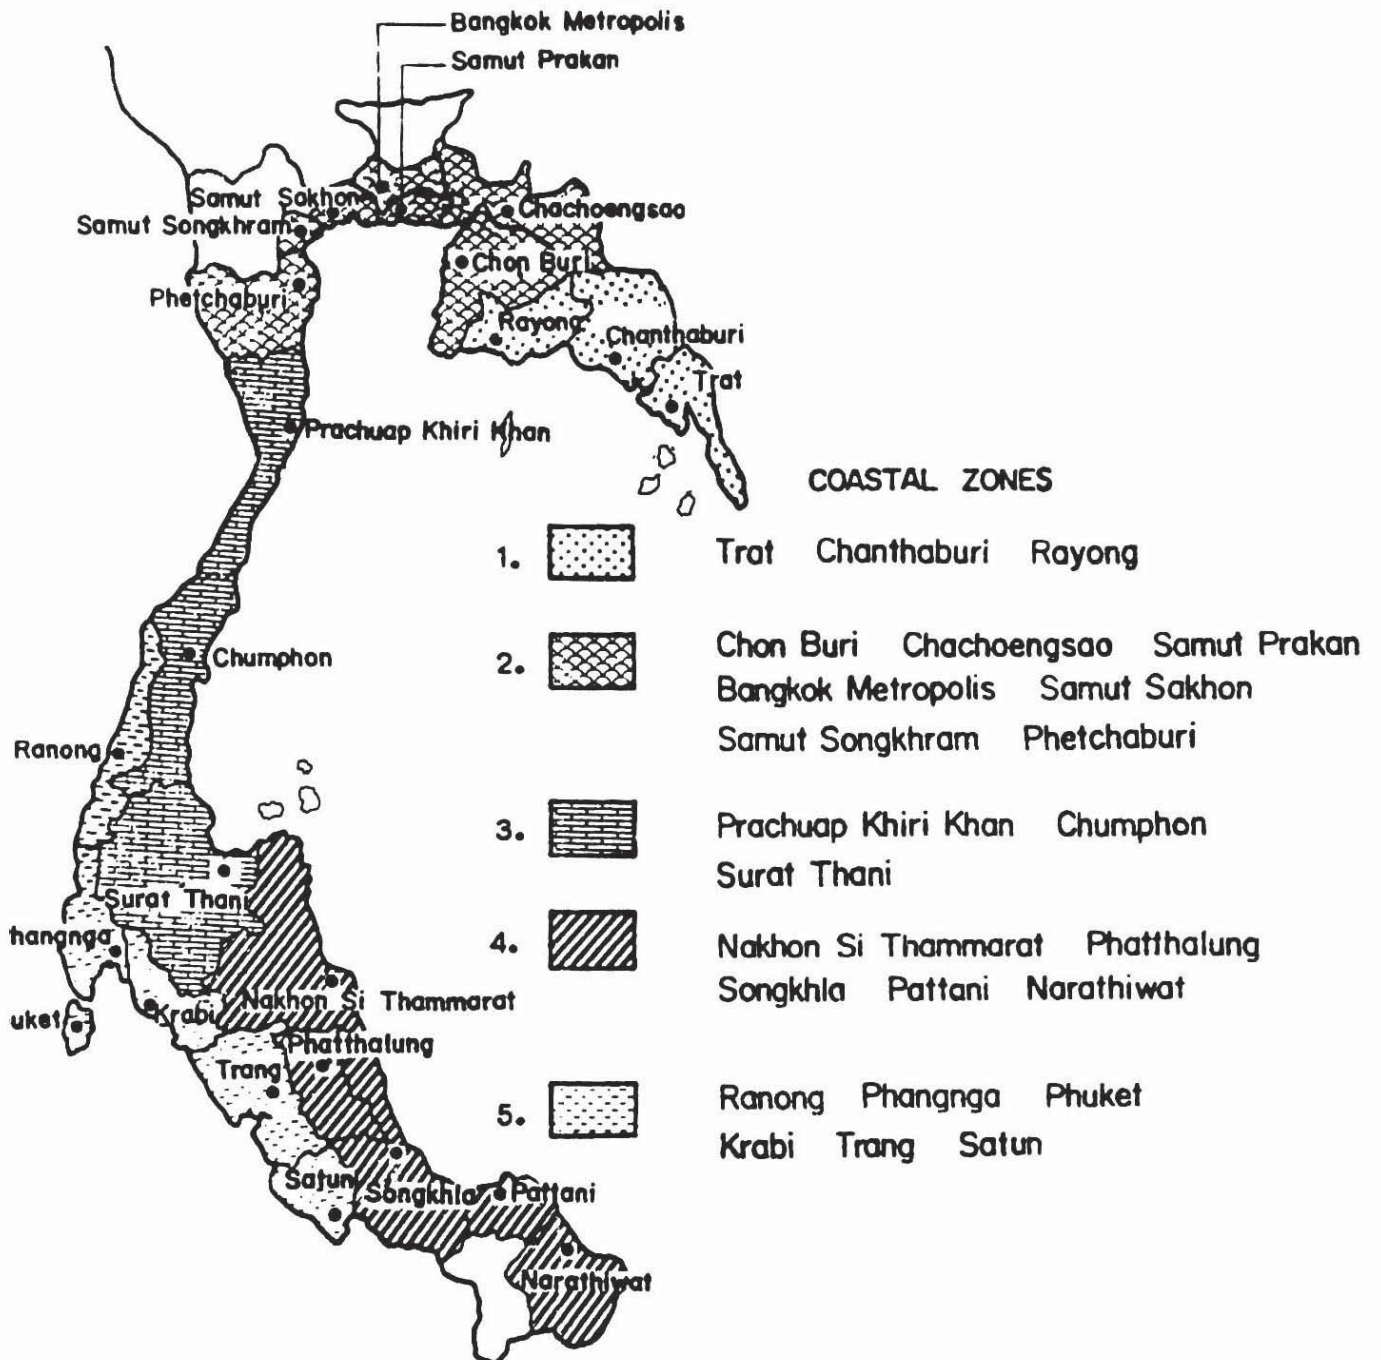 Bangkok Metropolis
Samut Prakan
Samut Sakhon
Samut Songkhram
Chachoengsao
Chon Buri
Phetchaburi
Rayong
Chanthaburi
Trat
Prachuap Khiri Khan
Chumphon
Ranong
Surat Thani
hangnga
uket
Krabi
Nakhon Si Thammarat
Phatthalung
Trang
Satun
Songkhla
Pattani
Narathiwat
COASTAL ZONES
1. Trat Chanthaburi Rayong
2. Chon Buri Chachoengsao Samut Prakan
Bangkok Metropolis Samut Sakhon
Samut Songkhram Phetchaburi
3. Prachuap Khiri Khan Chumphon
Surat Thani
4. Nakhon Si Thammarat Phatthalung
Songkhla Pattani Narathiwat
5. Ranong Phangnga Phuket
Krabi Trang Satun